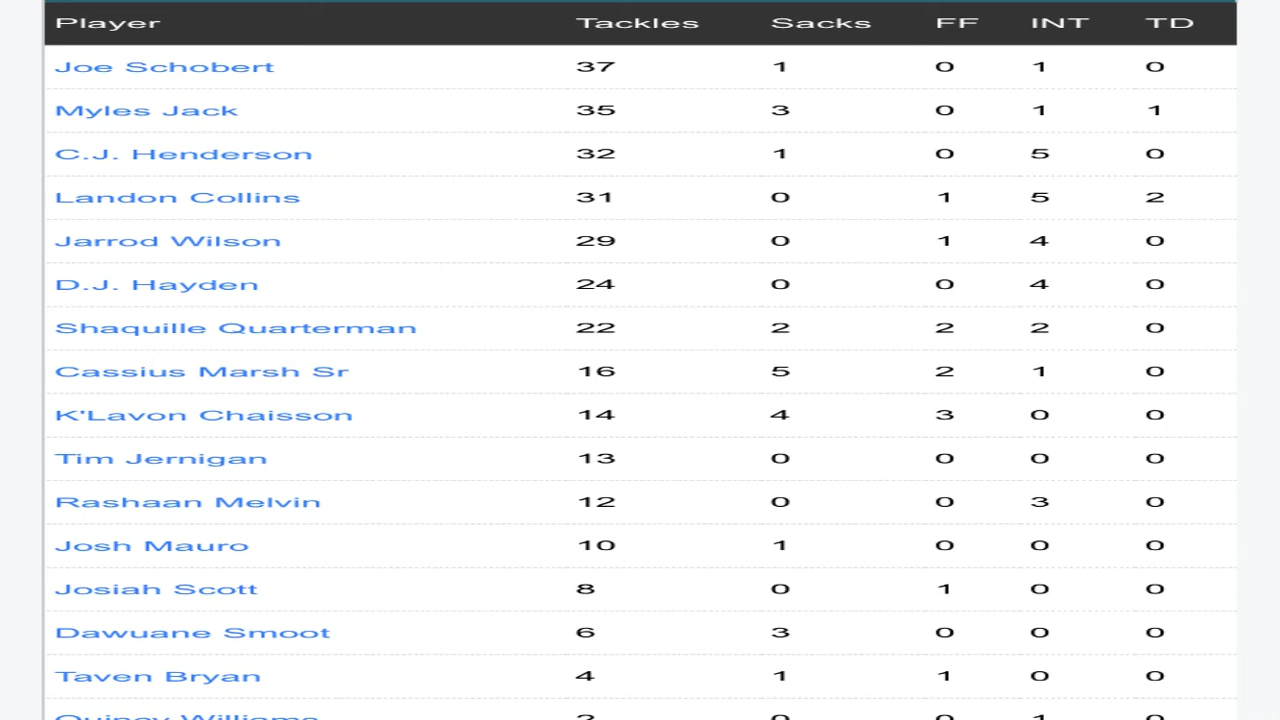 Player Tackles Sacks FF INT TD
Joe Schobert 37 1 0 1 0
Myles Jack 35 3 0 1 1
C.J. Henderson 32 1 0 5 0
Landon Collins 31 0 1 5 2
Jarrod Wilson 29 0 1 4 0
D.J. Hayden 24 0 0 4 0
Shaquille Quarterman 22 2 2 2 0
Cassius Marsh Sr 16 5 2 1 0
K'Lavon Chaisson 14 4 3 0 0
Tim Jernigan 13 0 0 0 0
Rashaan Melvin 12 0 0 3 0
Josh Mauro 10 1 0 0 0
Josiah Scott 8 0 1 0 0
Dawuane Smoot 6 3 0 0 0
Taven Bryan 4 1 1 0 0
Quincy Williams